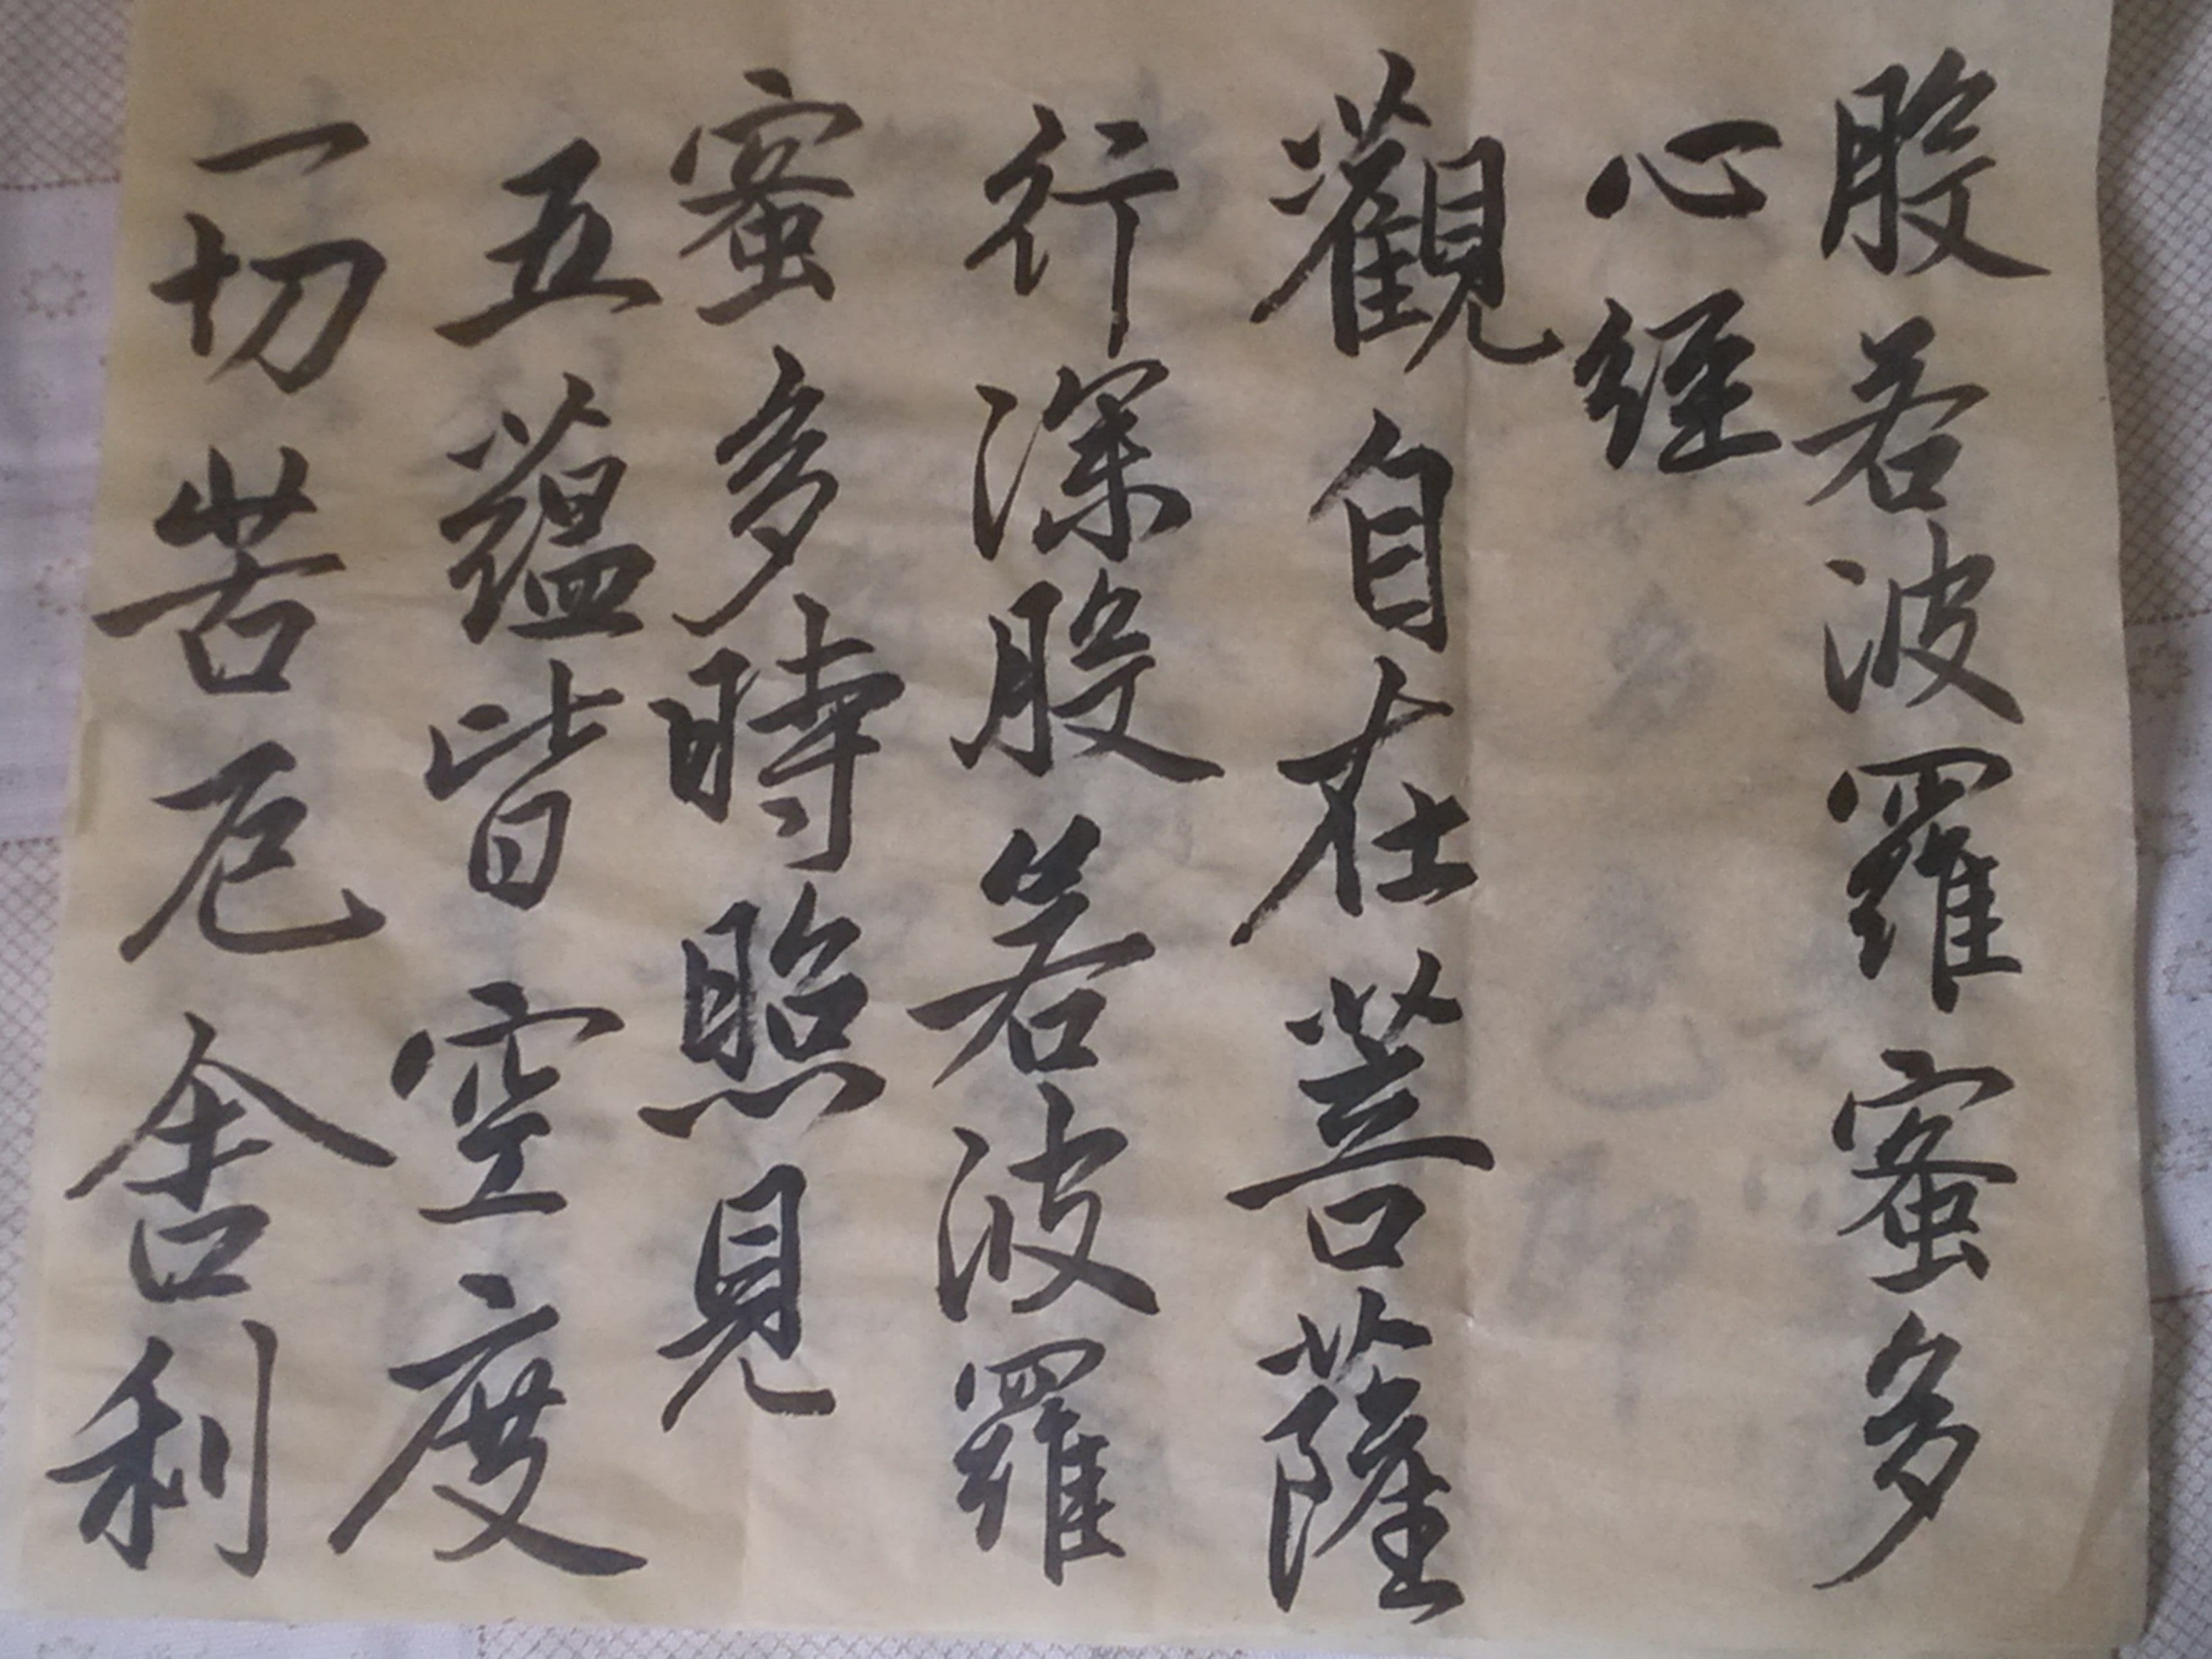 般若波羅蜜多
心經
觀自在菩薩
行深般若波羅
蜜多時照見
五蘊皆空度
一切苦厄舍利